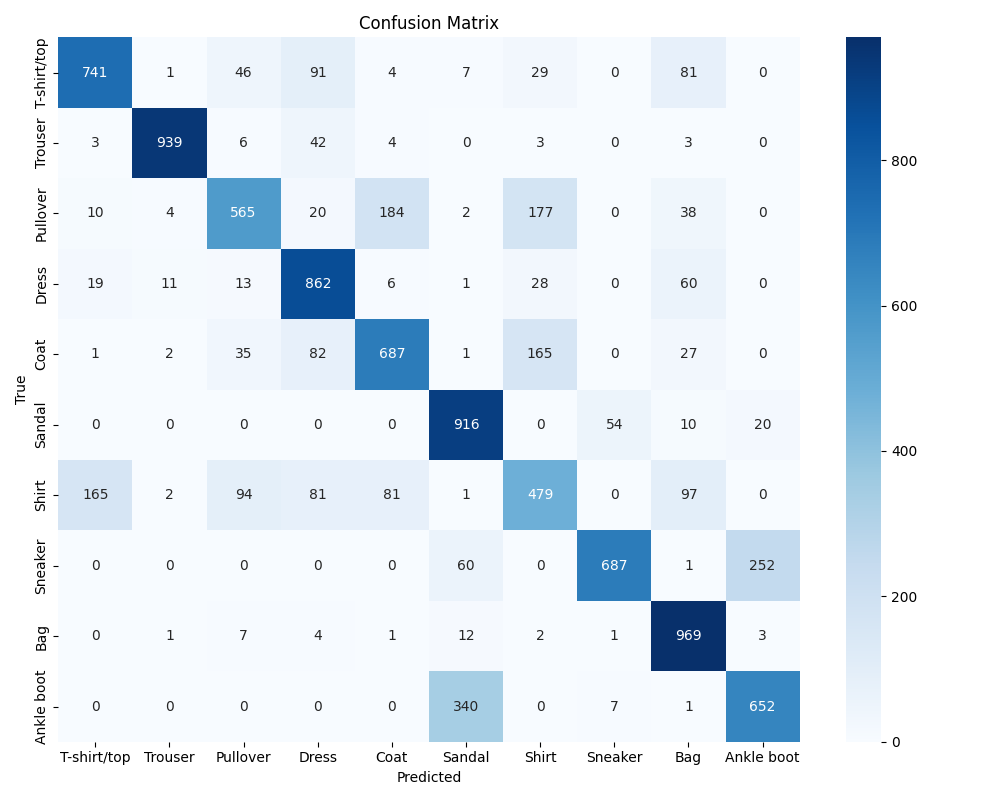 Confusion Matrix
True
T-shirt/top 741 1 46 91 4 7 29 0 81 0
Trouser 3 939 6 42 4 0 3 0 3 0
Pullover 10 4 565 20 184 2 177 0 38 0
Dress 19 11 13 862 6 1 28 0 60 0
Coat 1 2 35 82 687 1 165 0 27 0
Sandal 0 0 0 0 0 916 0 54 10 20
Shirt 165 2 94 81 81 1 479 0 97 0
Sneaker 0 0 0 0 0 60 0 687 1 252
Bag 0 1 7 4 1 12 2 1 969 3
Ankle boot 0 0 0 0 0 340 0 7 1 652
T-shirt/top Trouser Pullover Dress Coat Sandal Shirt Sneaker Bag Ankle boot
Predicted
800
600
400
200
0